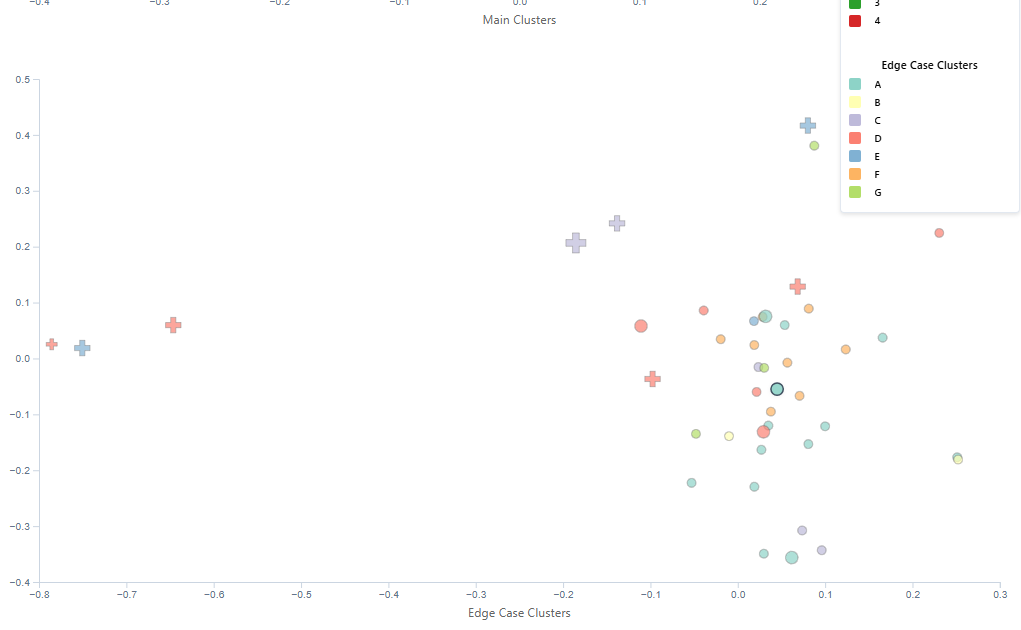 −0.4 −0.3 −0.2 −0.1 0.0 0.1 0.2
Main Clusters
3
4
Edge Case Clusters
A
B
C
D
E
F
G
0.5
0.4
0.3
0.2
0.1
0.0
−0.1
−0.2
−0.3
−0.4
−0.8 −0.7 −0.6 −0.5 −0.4 −0.3 −0.2 −0.1 0.0 0.1 0.2 0.3
Edge Case Clusters